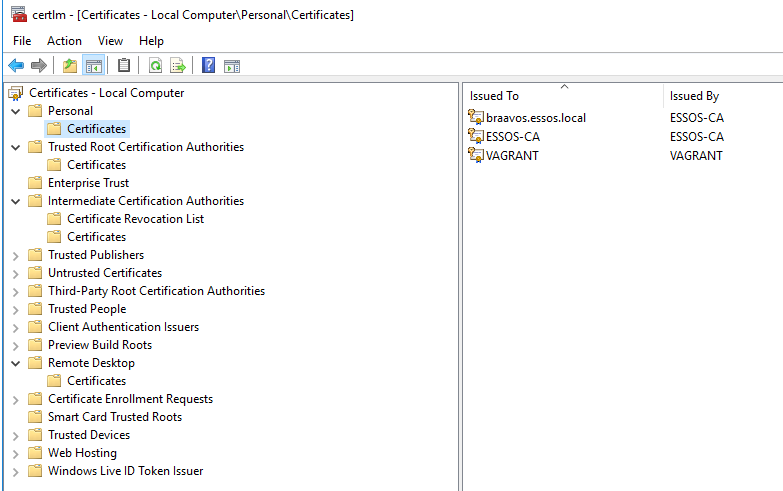 certlm - [Certificates - Local Computer\Personal\Certificates]
File Action View Help
Certificates - Local Computer
Personal
Certificates
Trusted Root Certification Authorities
Certificates
Enterprise Trust
Intermediate Certification Authorities
Certificate Revocation List
Certificates
Trusted Publishers
Untrusted Certificates
Third-Party Root Certification Authorities
Trusted People
Client Authentication Issuers
Preview Build Roots
Remote Desktop
Certificates
Certificate Enrollment Requests
Smart Card Trusted Roots
Trusted Devices
Web Hosting
Windows Live ID Token Issuer
Issued To Issued By
braavos.essos.local ESSOS-CA
ESSOS-CA ESSOS-CA
VAGRANT VAGRANT